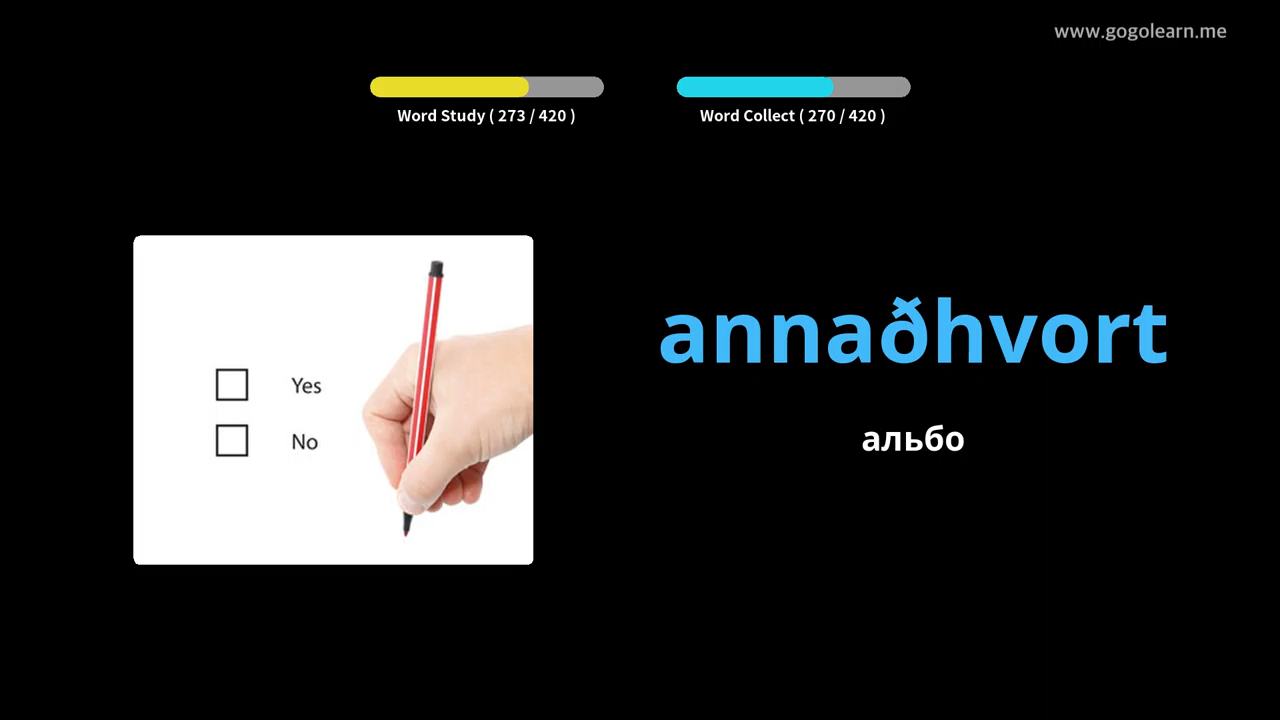 www.gogolearn.me
Word Study ( 273 / 420 )
Word Collect ( 270 / 420 )
Yes
No
annaðhvort
альбо